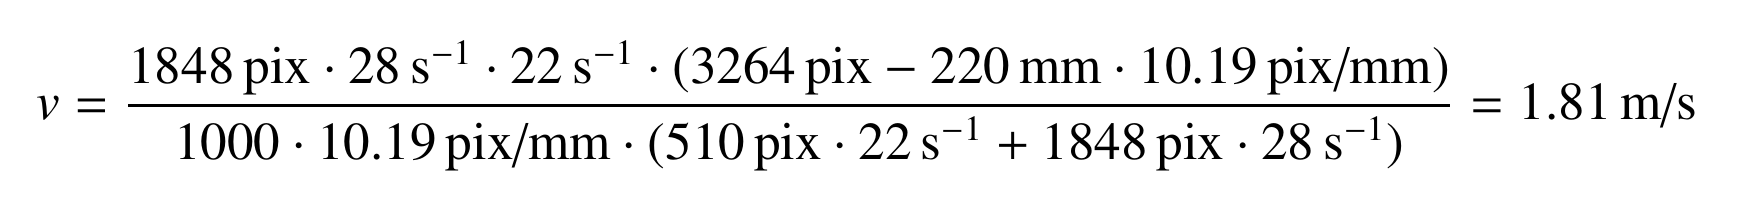 v = \frac{1848 pix · 28 s^{−1} · 22 s^{−1} · (3264 pix − 220 mm · 10.19 pix/mm)}{1000 · 10.19 pix/mm · (510 pix · 22 s^{−1} + 1848 pix · 28 s^{−1})} = 1.81 m/s